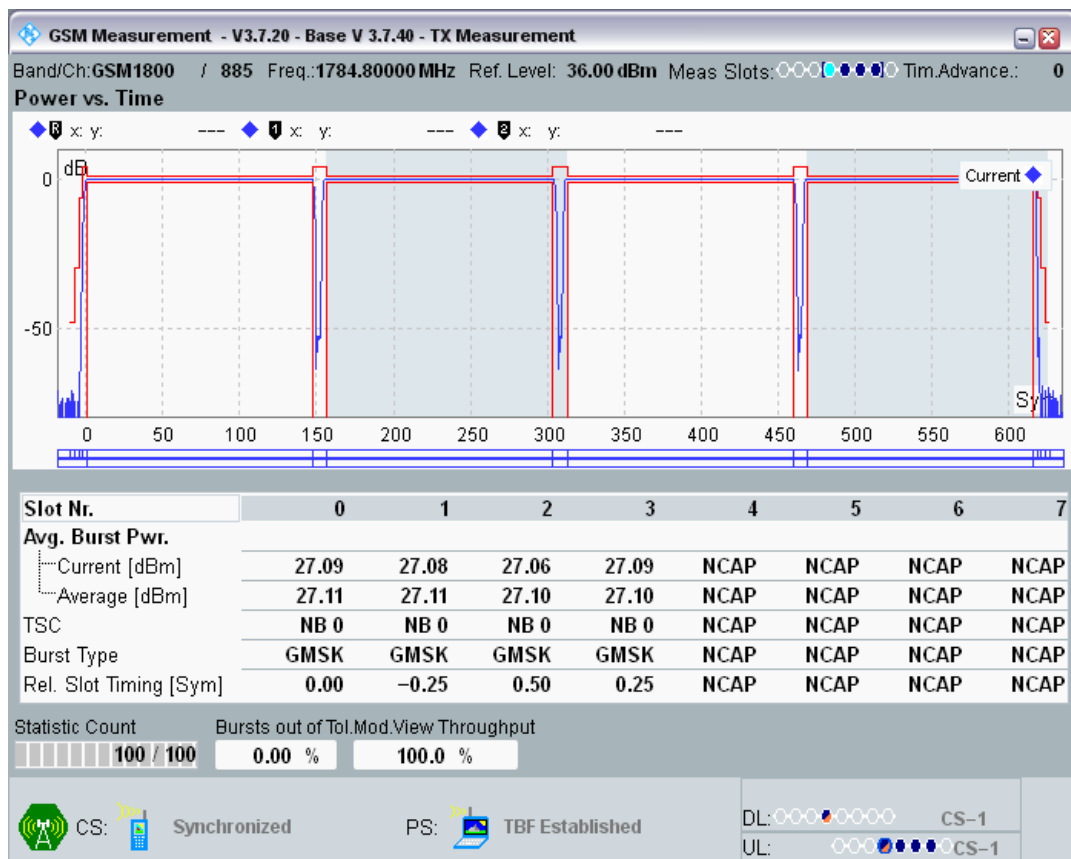 GSM Measurement - V3.7.20 - Base V 3.7.40 - TX Measurement
Band/Ch:GSM1800 / 885 Freq.:1784.80000 MHz Ref. Level: 36.00 dBm Meas Slots: Tim.Advance.: 0
Power vs. Time
R x: y: --- 1 x: y: --- 2 x: y: ---
dB
Current
0
-50
0 50 100 150 200 250 300 350 400 450 500 550 600
Slot Nr. 0 1 2 3 4 5 6 7
Avg. Burst Pwr.
Current [dBm] 27.09 27.08 27.06 27.09 NCAP NCAP NCAP NCAP
Average [dBm] 27.11 27.11 27.10 27.10 NCAP NCAP NCAP NCAP
TSC NB 0 NB 0 NB 0 NB 0 NCAP NCAP NCAP NCAP
Burst Type GMSK GMSK GMSK GMSK NCAP NCAP NCAP NCAP
Rel. Slot Timing [Sym] 0.00 −0.25 0.50 0.25 NCAP NCAP NCAP NCAP
Statistic Count Bursts out of Tol.Mod.View Throughput
100 / 100 0.00 % 100.0 %
CS: Synchronized PS: TBF Established
DL: CS−1
UL: CS−1